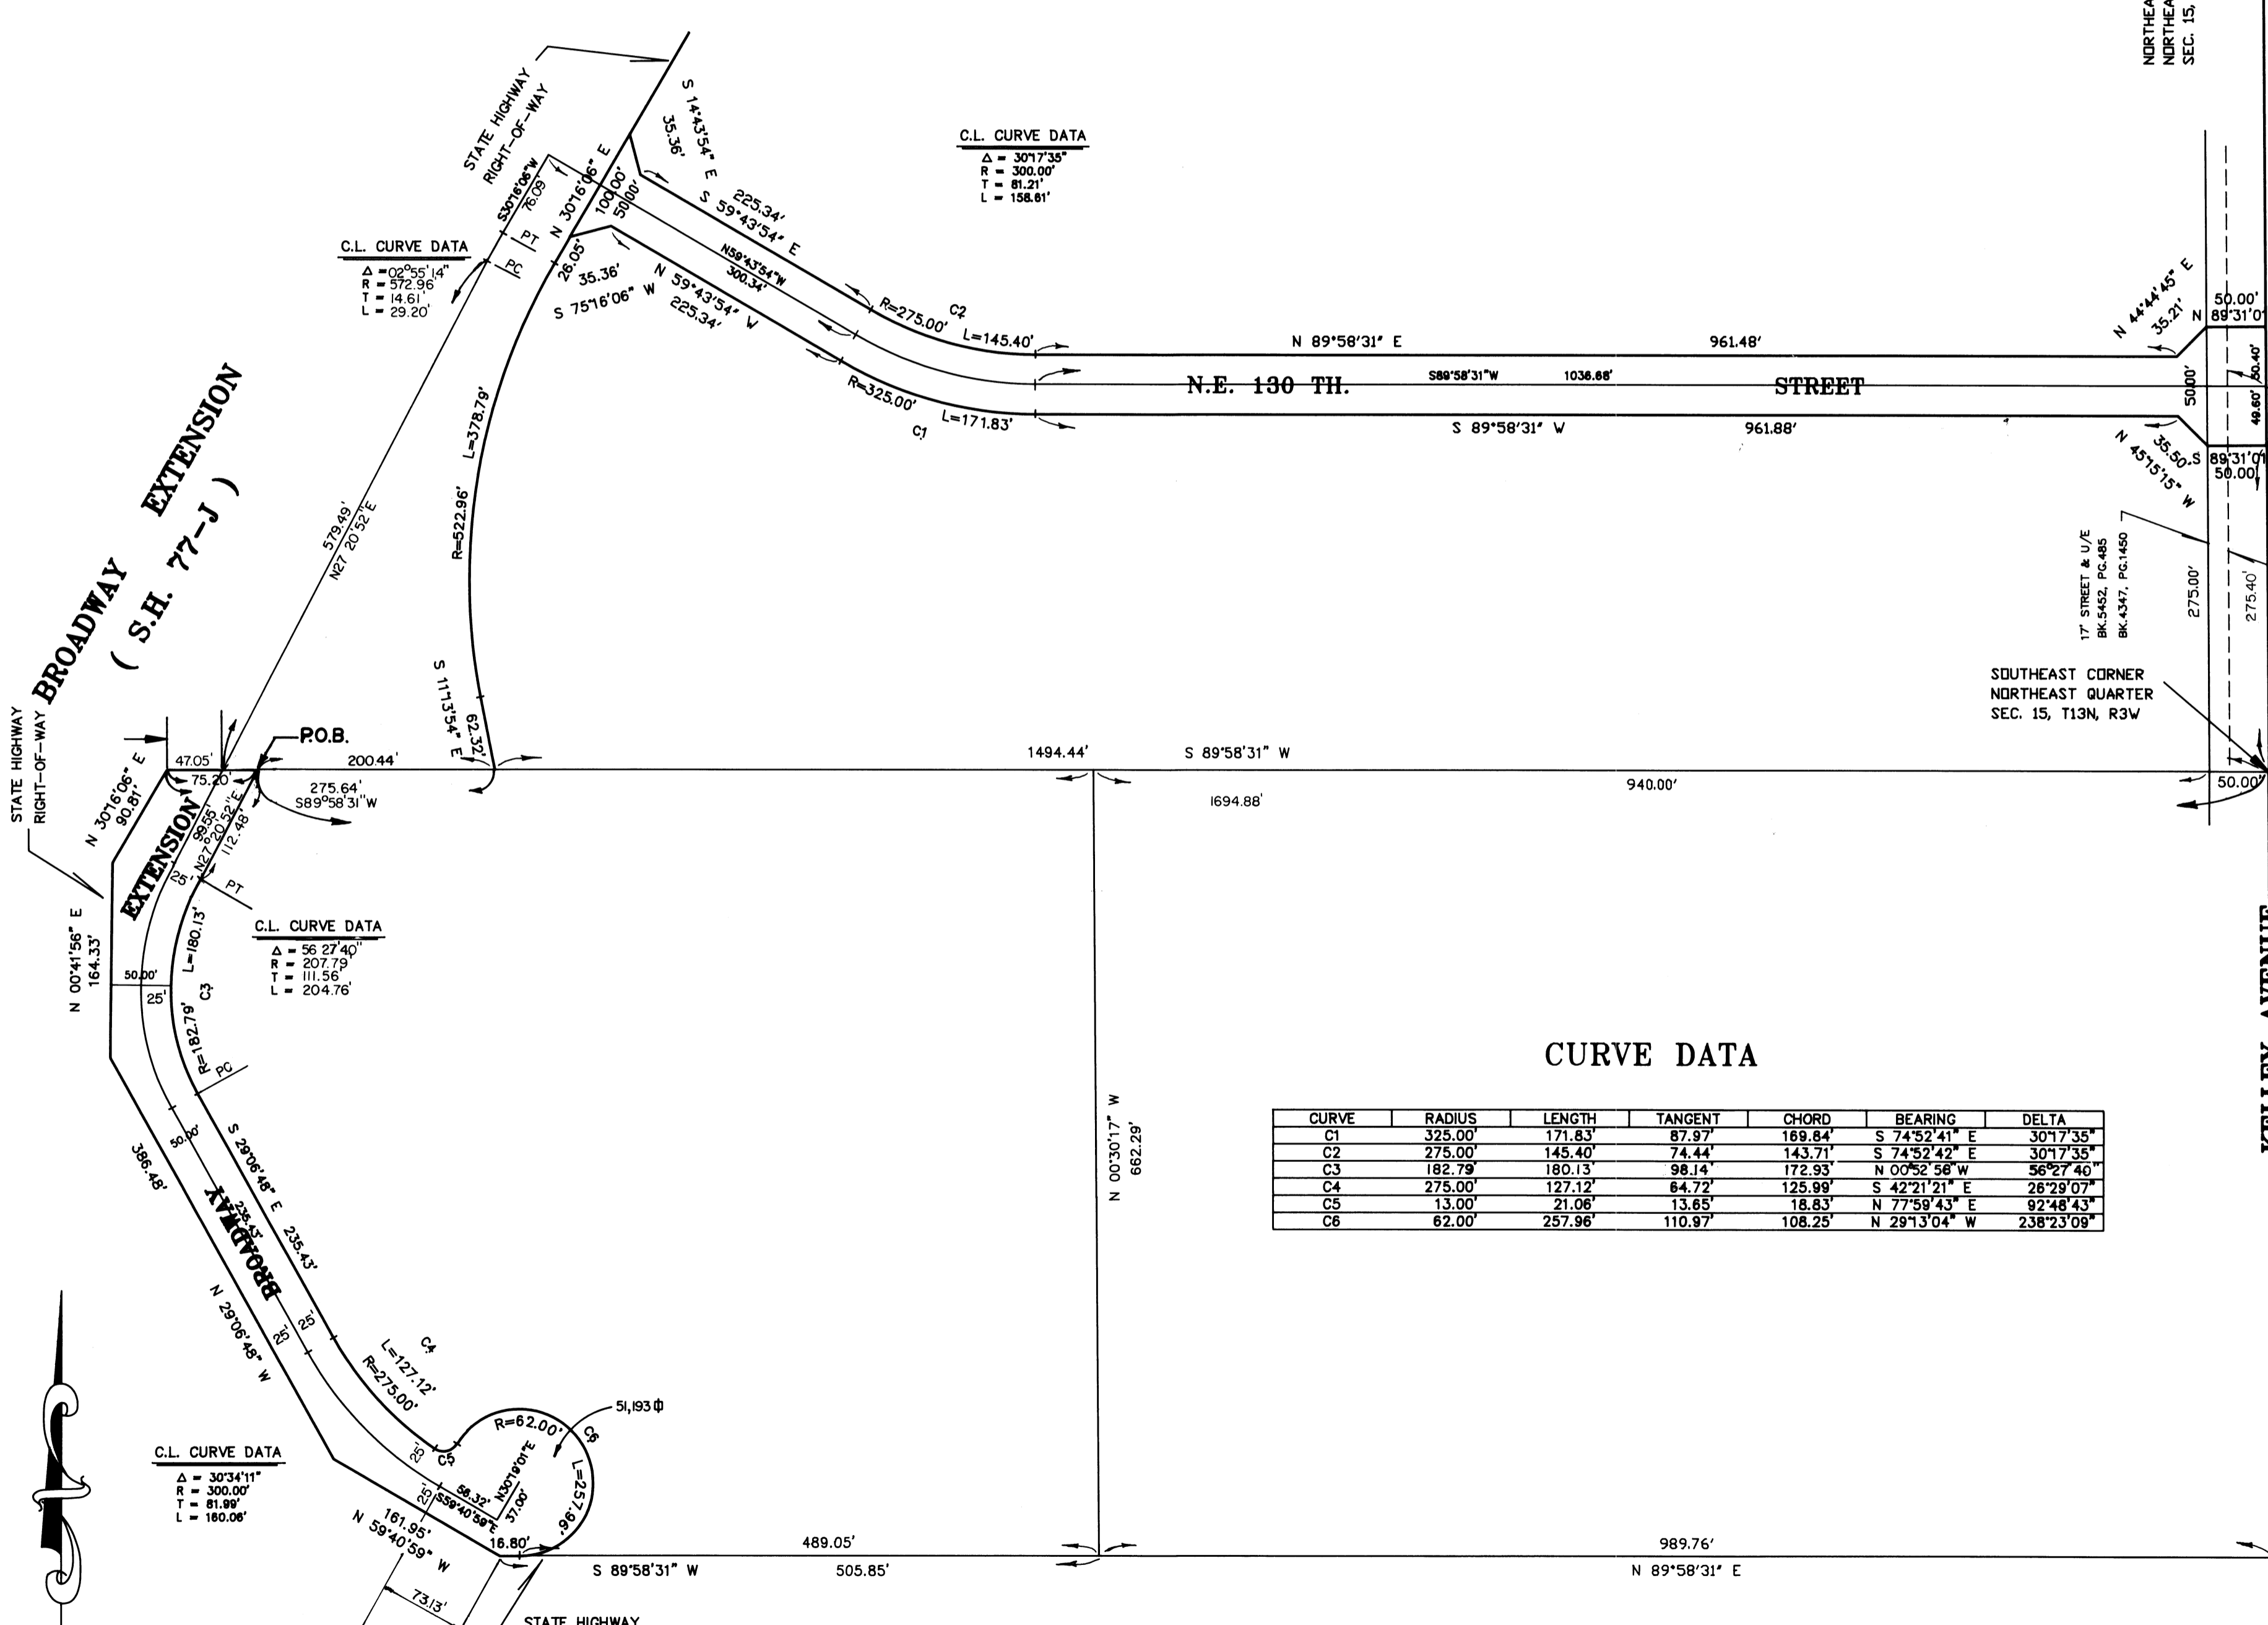 NORTHEA
NORTHEA
SEC. 15,
STATE HIGHWAY
RIGHT-OF-WAY
S 14°43'54" E
35.36'
C.L. CURVE DATA
Δ = 30°17'35"
R = 300.00'
T = 81.21'
L = 158.61'
S30°16'06"W
76.09'
N 30°16'06" E
100.00'
50.00'
225.34'
S 59°43'54" E
PT
PC
C.L. CURVE DATA
Δ =02°55'14"
R = 572.96'
T = 14.61'
L = 29.20'
26.05'
35.36'
S 75°16'06" W
N59°43'54"W
300.34'
N 59°43'54" W
225.34'
R=275.00'
C2
L=145.40'
N 89°58'31" E
961.48'
N 44°44'45" E
35.21'
50.00'
N 89°31'0
N.E. 130 TH.
S89°58'31"W
1036.68'
STREET
50.00'
50.40'
49.60'
R=325.00'
L=171.83'
C1
S 89°58'31" W
961.88'
35.50'
N 45°15'15" W
S 89°31'01
50.00'
L=378.79'
R=522.96'
BROADWAY EXTENSION
( S.H. 77-J )
579.49'
N27 20'52"E
17' STREET & U/E
BK.5452, PG.485
BK.4347, PG.1450
275.00'
275.40'
SOUTHEAST CORNER
NORTHEAST QUARTER
SEC. 15, T13N, R3W
S 11°13'54" E
62.32'
STATE HIGHWAY
RIGHT-OF-WAY
P.O.B.
47.05'
75.20'
200.44'
275.64'
S89°58'31"W
1494.44'
S 89°58'31" W
1694.88'
940.00'
50.00'
N 30°16'06" E
90.81'
EXTENSION
99.55'
N27°20'52"E
112.48'
25'
PT
C.L. CURVE DATA
Δ = 56 27'40"
R = 207.79'
T = 111.56'
L = 204.76'
N 00°41'56" E
164.33'
50.00'
25'
L=180.13'
C3
R=182.79'
PC
KELLEY AVENUE
N 00°30'17" W
662.29'
CURVE DATA
CURVE RADIUS LENGTH TANGENT CHORD BEARING DELTA
C1 325.00' 171.83' 87.97' 169.84' S 74°52'41" E 30°17'35"
C2 275.00' 145.40' 74.44' 143.71' S 74°52'42" E 30°17'35"
C3 182.79' 180.13' 98.14' 172.93' N 00°52'56"W 56°27'40"
C4 275.00' 127.12' 64.72' 125.99' S 42°21'21" E 26°29'07"
C5 13.00' 21.06' 13.65' 18.83' N 77°59'43" E 92°48'43"
C6 62.00' 257.96' 110.97' 108.25' N 29°13'04" W 238°23'09"
50.00'
386.48'
S 29°06'48" E 235.43'
235.43'
BROADWAY
N 29°06'48" W
25'
25'
C4
L=127.12'
R=275.00'
51,193
R=62.00'
C6
L=257.96'
C5
25'
25'
56.32'
S59°40'59"E
N30°19'01"E
37.00'
C.L. CURVE DATA
Δ = 30°34'11"
R = 300.00'
T = 81.99'
L = 160.06'
161.95'
N 59°40'59" W
16.80'
489.05'
S 89°58'31" W
505.85'
989.76'
N 89°58'31" E
73.13'
STATE HIGHWAY